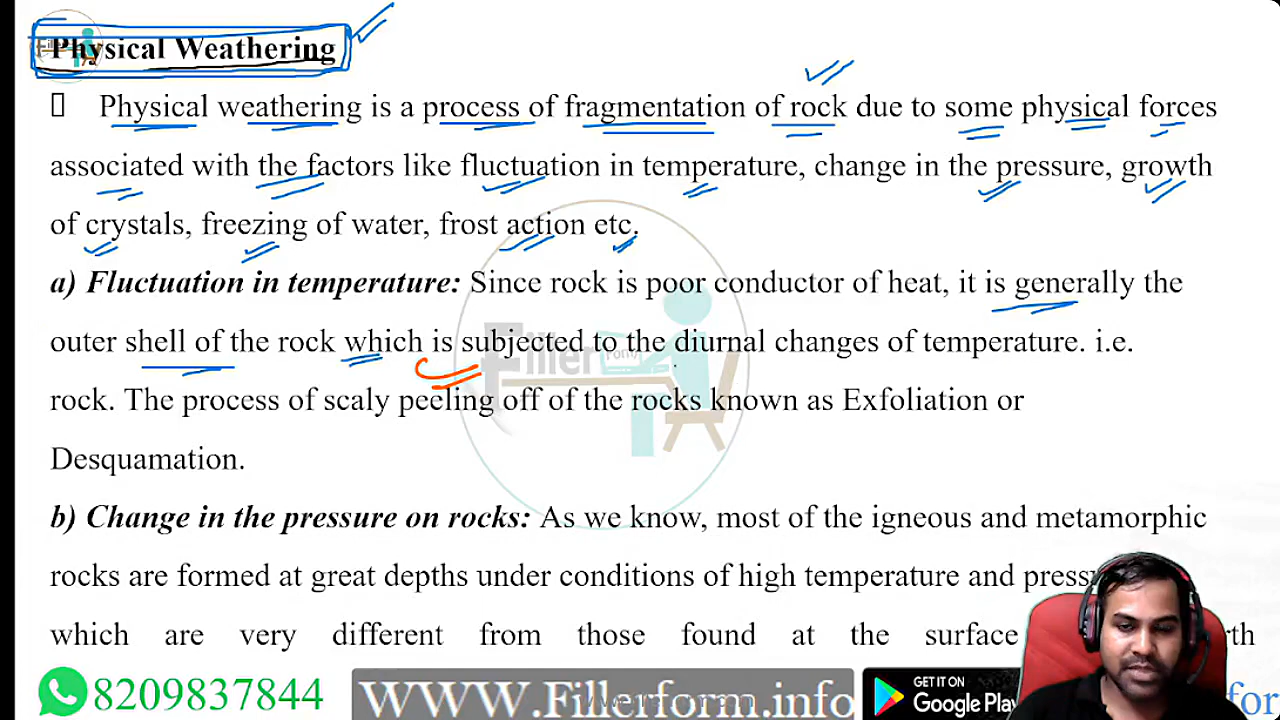 Physical Weathering
Physical weathering is a process of fragmentation of rock due to some physical forces
associated with the factors like fluctuation in temperature, change in the pressure, growth
of crystals, freezing of water, frost action etc.
a) Fluctuation in temperature: Since rock is poor conductor of heat, it is generally the
outer shell of the rock which is subjected to the diurnal changes of temperature. i.e.
rock. The process of scaly peeling off of the rocks known as Exfoliation or
Desquamation.
b) Change in the pressure on rocks: As we know, most of the igneous and metamorphic
rocks are formed at great depths under conditions of high temperature and
which are very different from those found at the surface
8209837844
WWW.Fillerform.info
GET IT ON
Google Play
Filler
Form